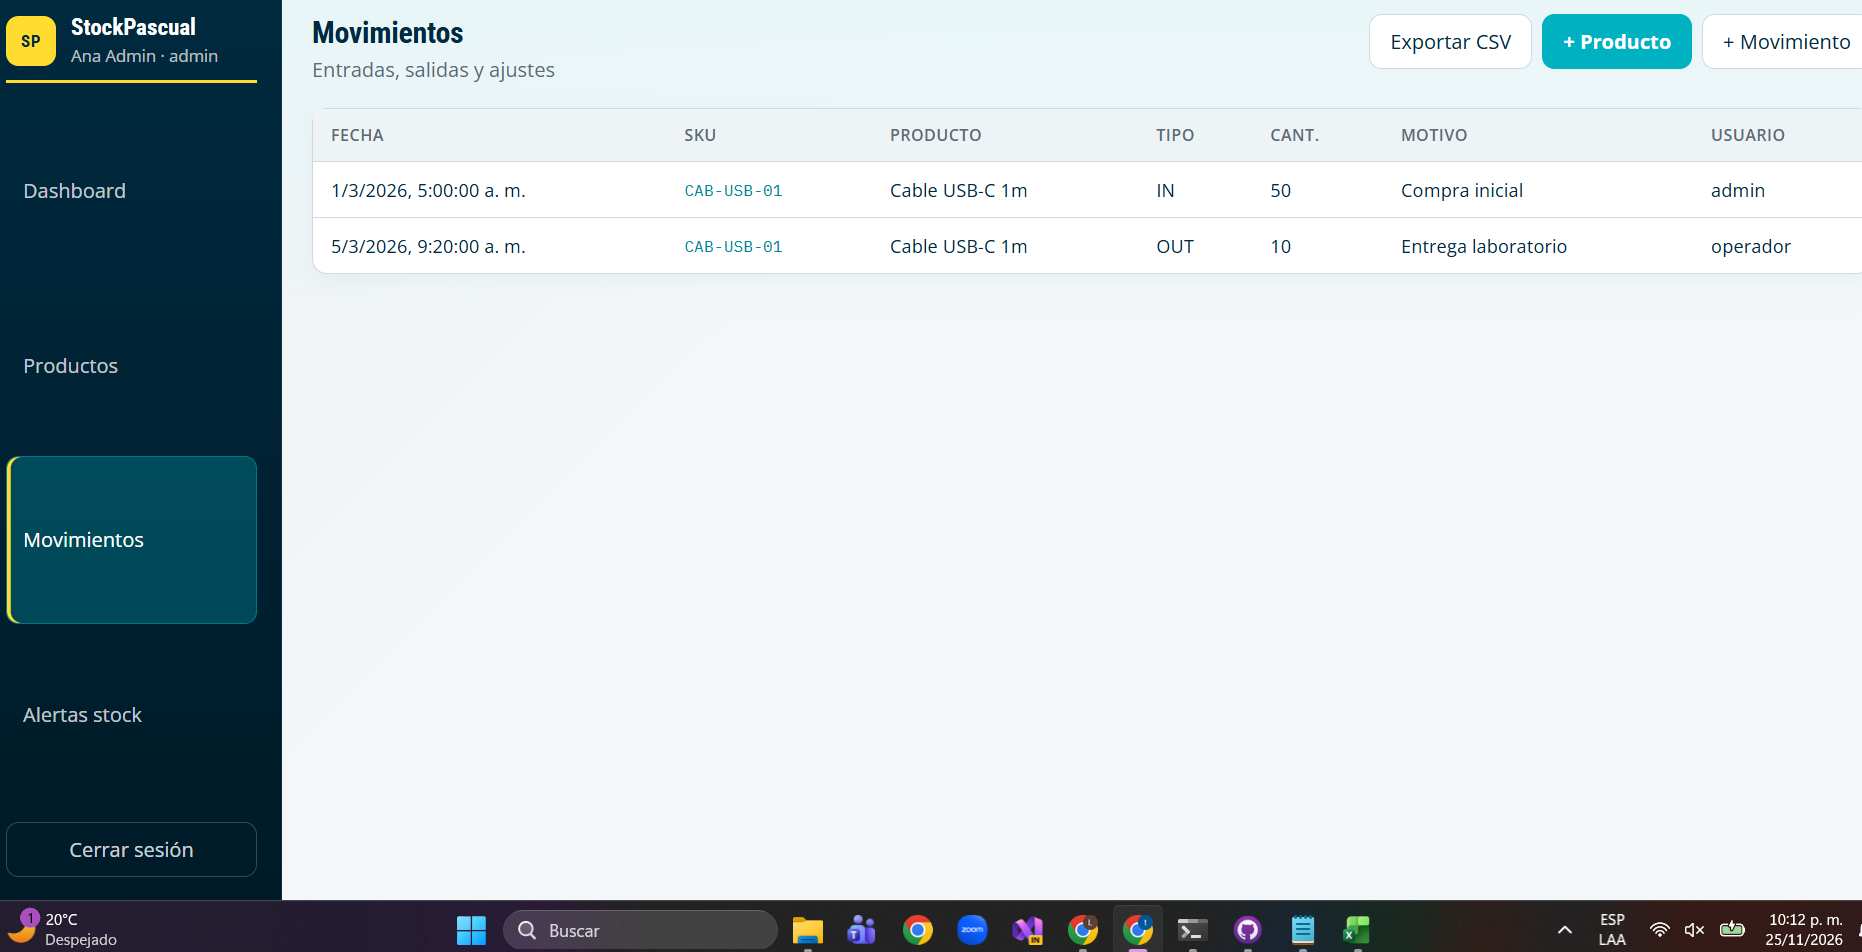 SP
StockPascual
Ana Admin · admin
Dashboard
Productos
Movimientos
Alertas stock
Cerrar sesión
Movimientos
Entradas, salidas y ajustes
Exportar CSV
+ Producto
+ Movimiento
FECHA SKU PRODUCTO TIPO CANT. MOTIVO USUARIO
1/3/2026, 5:00:00 a. m. CAB-USB-01 Cable USB-C 1m IN 50 Compra inicial admin
5/3/2026, 9:20:00 a. m. CAB-USB-01 Cable USB-C 1m OUT 10 Entrega laboratorio operador
1
20°C
Despejado
Buscar
T
zoom
IN
L
t
X
ESP
LAA
10:12 p. m.
25/11/2026